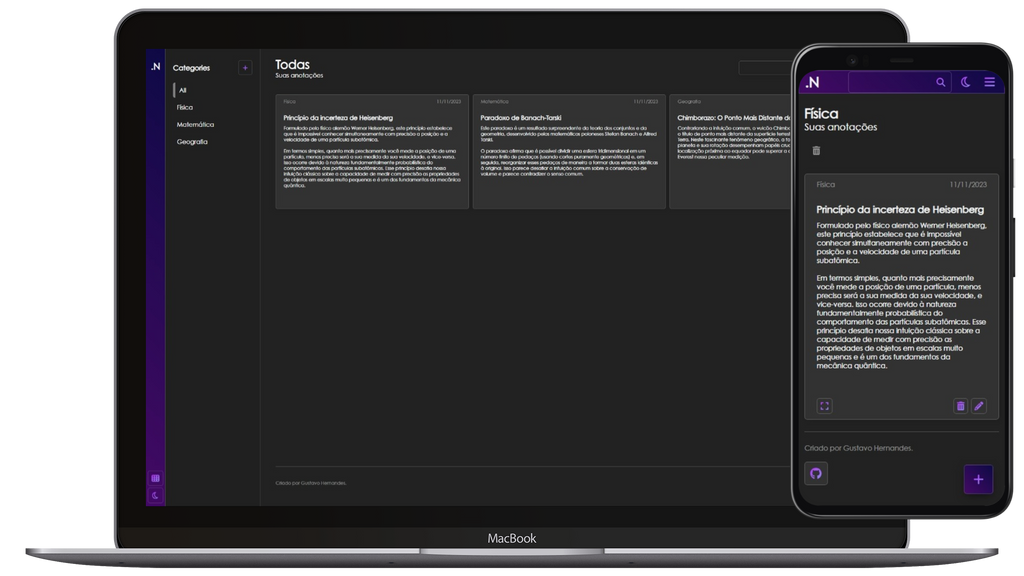 .N
Categories
+
All
Física
Matemática
Geografia
Todas
Suas anotações
Física 11/11/2023
Princípio da incerteza de Heisenberg
Formulado pelo físico alemão Werner Heisenberg, este princípio estabelece
que é impossível conhecer simultaneamente com precisão a posição e a
velocidade de uma partícula subatômica.
Em termos simples, quanto mais precisamente você mede a posição de uma
partícula, menos precisa será a sua medida da sua velocidade, e vice-versa.
Isso ocorre devido à natureza fundamentalmente probabilística do
comportamento das partículas subatômicas. Esse princípio desafia nossa
intuição clássica sobre a capacidade de medir com precisão as propriedades
de objetos em escalas muito pequenas e é um dos fundamentos da mecânica
quântica.
Matemática 11/11/2023
Paradoxo de Banach-Tarski
Este paradoxo é um resultado surpreendente da teoria dos conjuntos e da
geometria, desenvolvido pelos matemáticos poloneses Stefan Banach e Alfred
Tarski.
O paradoxo afirma que é possível dividir uma esfera tridimensional em um
número finito de pedaços (usando cortes puramente geométricos) e, em
seguida, reorganizar esses pedaços de maneira a formar duas esferas idênticas
à original. Isso parece desafiar a intuição comum sobre a conservação de
volume e parece contradizer o senso comum.
Geografia
Chimborazo: O Ponto Mais Distante d
Contrariando a intuição comum, o vulcão Chimb
o título de ponto mais distante da superfície terrest
Terra. Neste fascinante fenômeno geográfico, a
planeta e sua rotação desempenham papéis cruc
localização próxima ao equador pode superar a
Everest nessa peculiar medição.
Criado por Gustavo Hernandes.
MacBook
.N
Física
Suas anotações
Física 11/11/2023
Princípio da incerteza de Heisenberg
Formulado pelo físico alemão Werner Heisenberg,
este princípio estabelece que é impossível
conhecer simultaneamente com precisão a
posição e a velocidade de uma partícula
subatômica.
Em termos simples, quanto mais precisamente
você mede a posição de uma partícula, menos
precisa será a sua medida da sua velocidade, e
vice-versa. Isso ocorre devido à natureza
fundamentalmente probabilística do
comportamento das partículas subatômicas. Esse
princípio desafia nossa intuição clássica sobre a
capacidade de medir com precisão as
propriedades de objetos em escalas muito
pequenas e é um dos fundamentos da
mecânica quântica.
Criado por Gustavo Hernandes.
+